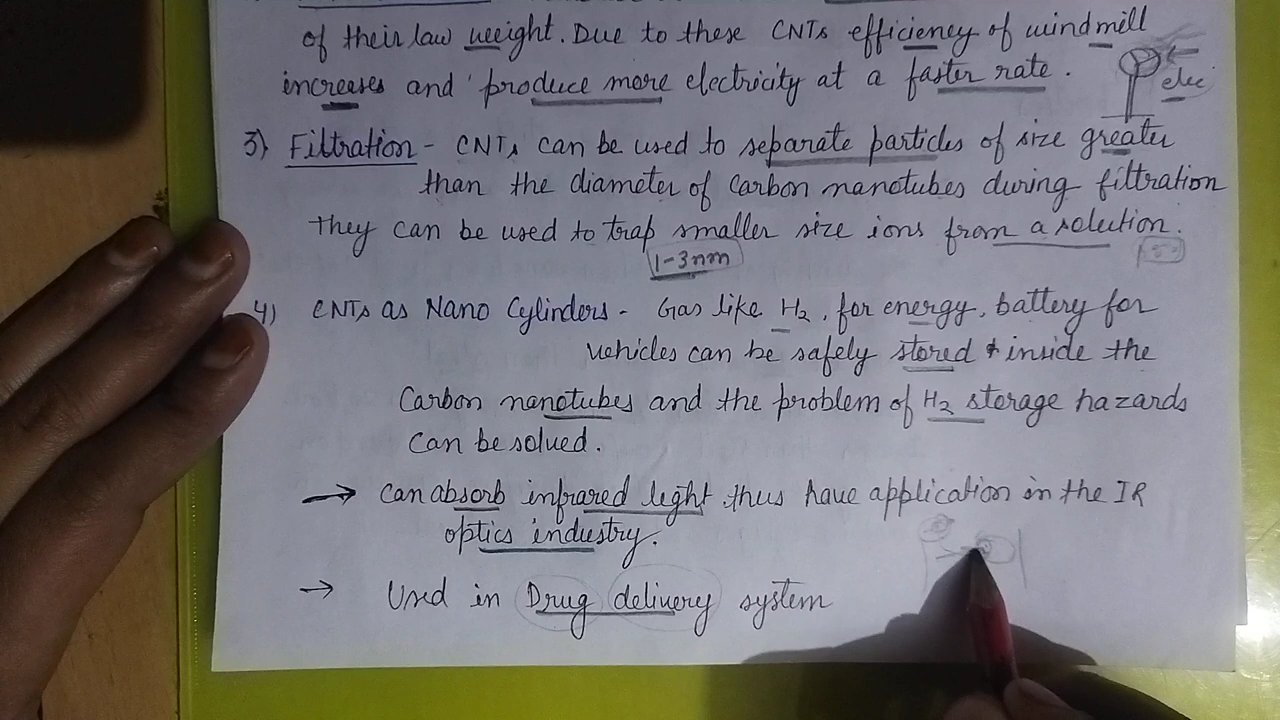 of their law weight. Due to these CNTs efficiency of windmill
increases and produce more electricity at a faster rate.
elec
3) Filtration - CNTs can be used to separate particles of size greater
than the diameter of carbon nanotubes during filtration
They can be used to trap smaller size ions from a solution.
1-3nm
4) CNTs as Nano Cylinders - Gas like H2, for energy, battery for
vehicles can be safely stored inside the
Carbon nanotubes and the problem of H2 storage hazards
can be solved.
→ can absorb infrared light thus have application in the IR
optics industry.
→ Used in Drug delivery system